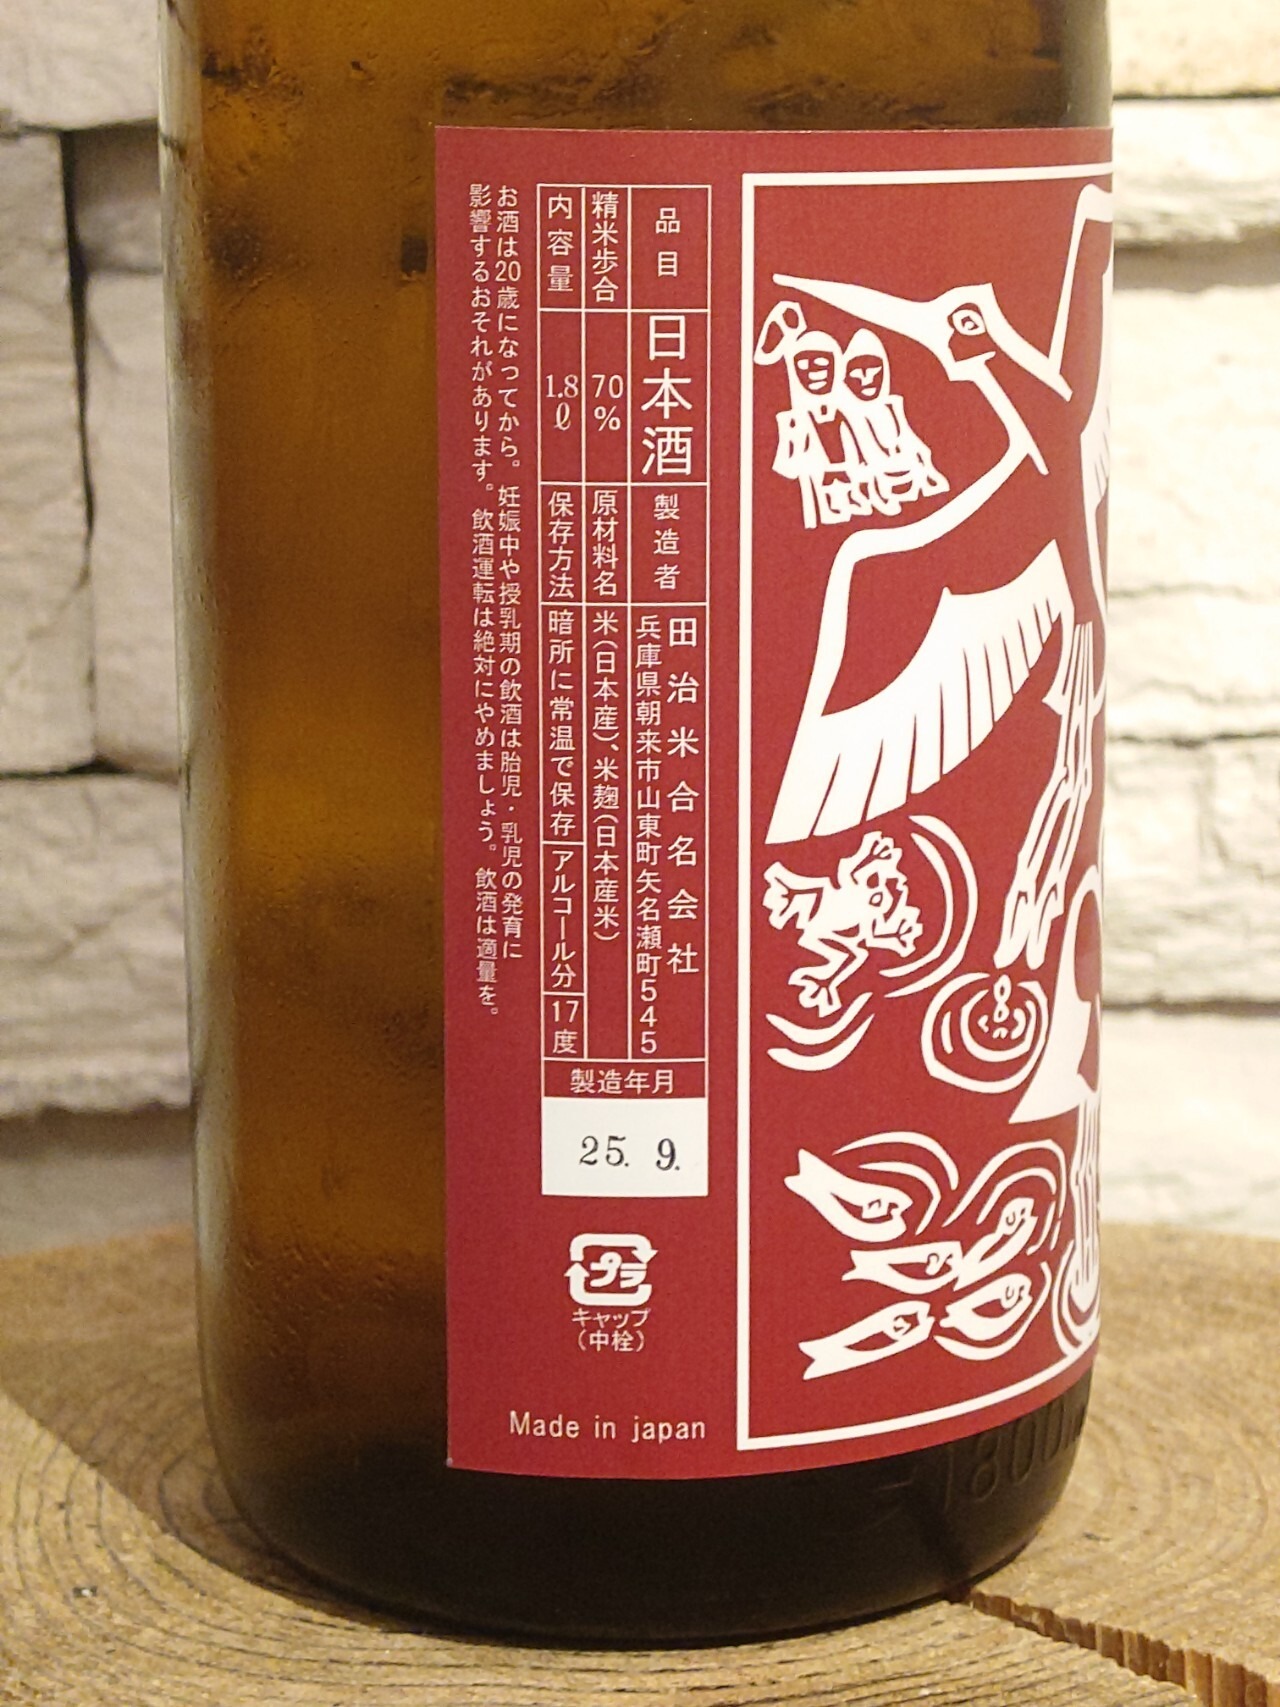 品目
日本酒
製造者
田治米合名会社
兵庫県朝来市山東町矢名瀬町545
精米歩合
70%
原材料名
米(日本産)、米麹(日本産米)
内容量
1.8ℓ
保存方法
暗所に常温で保存
アルコール分
17度
製造年月
25. 9.
お酒は20歳になってから。妊娠中や授乳期の飲酒は胎児・乳児の発育に
影響するおそれがあります。飲酒運転は絶対にやめましょう。飲酒は適量を。
プラ
キャップ
(中栓)
Made in japan
1800